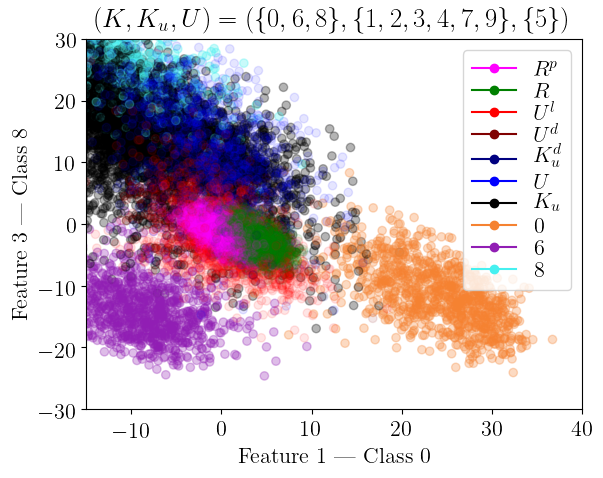 (K, K_u, U) = ({0, 6, 8}, {1, 2, 3, 4, 7, 9}, {5})
30
20
10
0
−10
−20
−30
Feature 3 — Class 8
R^p
R
U^l
U^d
K_u^d
U
K_u
0
6
8
−10
0
10
20
30
40
Feature 1 — Class 0